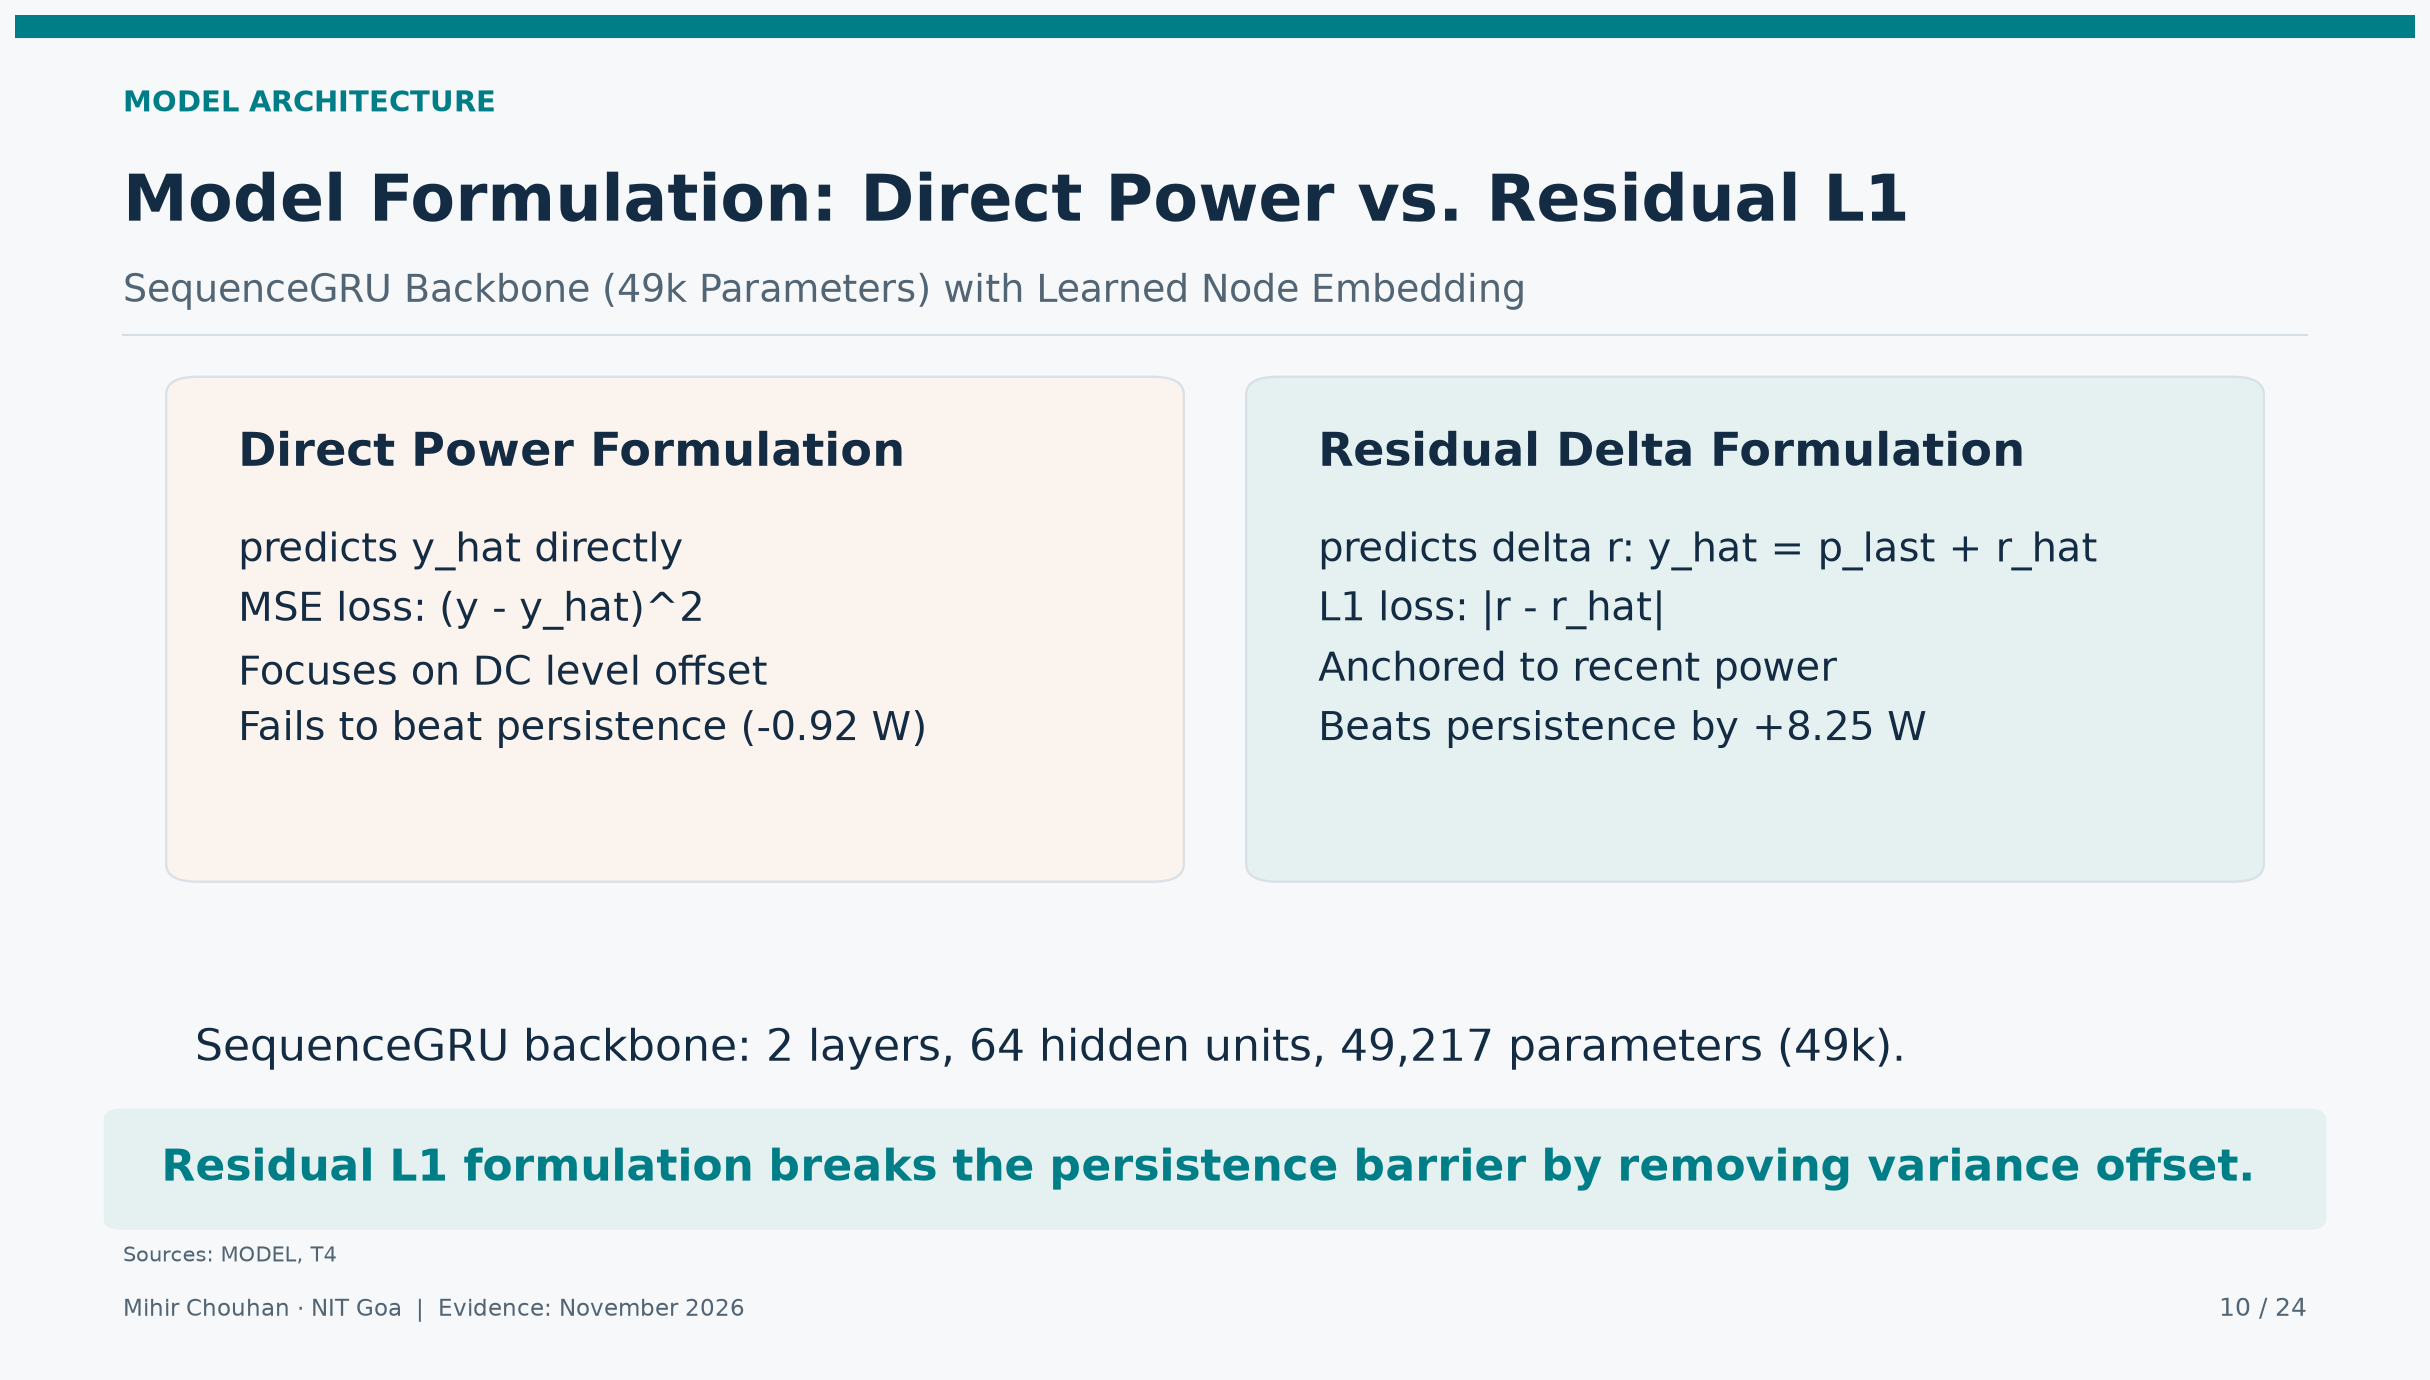 MODEL ARCHITECTURE
Model Formulation: Direct Power vs. Residual L1
SequenceGRU Backbone (49k Parameters) with Learned Node Embedding
Direct Power Formulation
predicts y_hat directly
MSE loss: (y - y_hat)^2
Focuses on DC level offset
Fails to beat persistence (-0.92 W)
Residual Delta Formulation
predicts delta r: y_hat = p_last + r_hat
L1 loss: |r - r_hat|
Anchored to recent power
Beats persistence by +8.25 W
SequenceGRU backbone: 2 layers, 64 hidden units, 49,217 parameters (49k).
Residual L1 formulation breaks the persistence barrier by removing variance offset.
Sources: MODEL, T4
Mihir Chouhan · NIT Goa | Evidence: November 2026
10 / 24